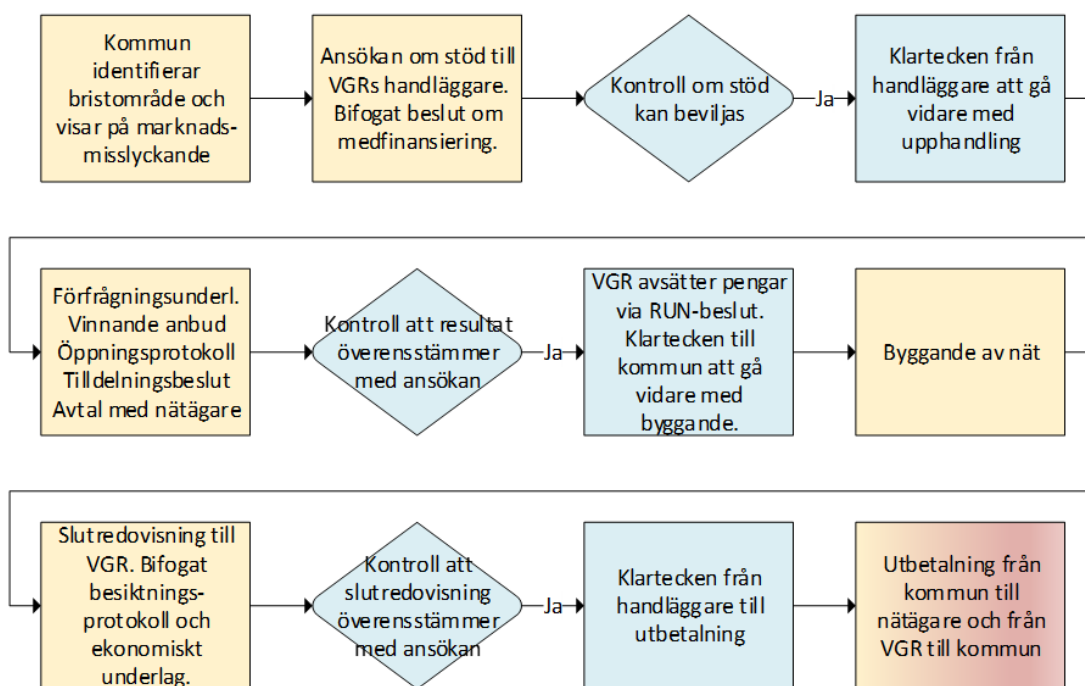 Kommun
identifierar
bristområde och
visar på marknads-
misslyckande
Ansökan om stöd till
VGRs handläggare.
Bifogat beslut om
medfinansiering.
Kontroll om stöd
kan beviljas
Ja
Klartecken från
handläggare att gå
vidare med
upphandling
Förfrågningsunderl.
Vinnande anbud
Öppningsprotokoll
Tilldelningsbeslut
Avtal med nätägare
Kontroll att resultat
överensstämmer
med ansökan
Ja
VGR avsätter pengar
via RUN-beslut.
Klartecken till
kommun att gå
vidare med
byggande.
Byggande av nät
Slutredovisning till
VGR. Bifogat
besiktnings-
protokoll och
ekonomiskt
underlag.
Kontroll att
slutredovisning
överensstämmer
med ansökan
Ja
Klartecken från
handläggare till
utbetalning
Utbetalning från
kommun till
nätägare och från
VGR till kommun